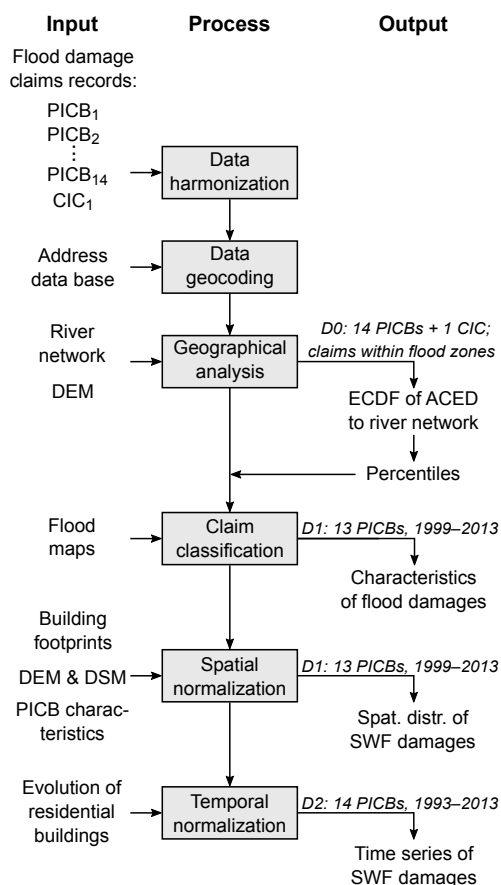 Input
Process
Output
Flood damage
claims records:
PICB1
PICB2
⋮
PICB14
CIC1
Data
harmonization
Address
data base
Data
geocoding
River
network
DEM
Geographical
analysis
D0: 14 PICBs + 1 CIC;
claims within flood zones
ECDF of ACED
to river network
Percentiles
Flood
maps
Claim
classification
D1: 13 PICBs, 1999–2013
Characteristics
of flood damages
Building
footprints
DEM & DSM
PICB charac-
teristics
Spatial
normalization
D1: 13 PICBs, 1999–2013
Spat. distr. of
SWF damages
Evolution of
residential
buildings
Temporal
normalization
D2: 14 PICBs, 1993–2013
Time series of
SWF damages